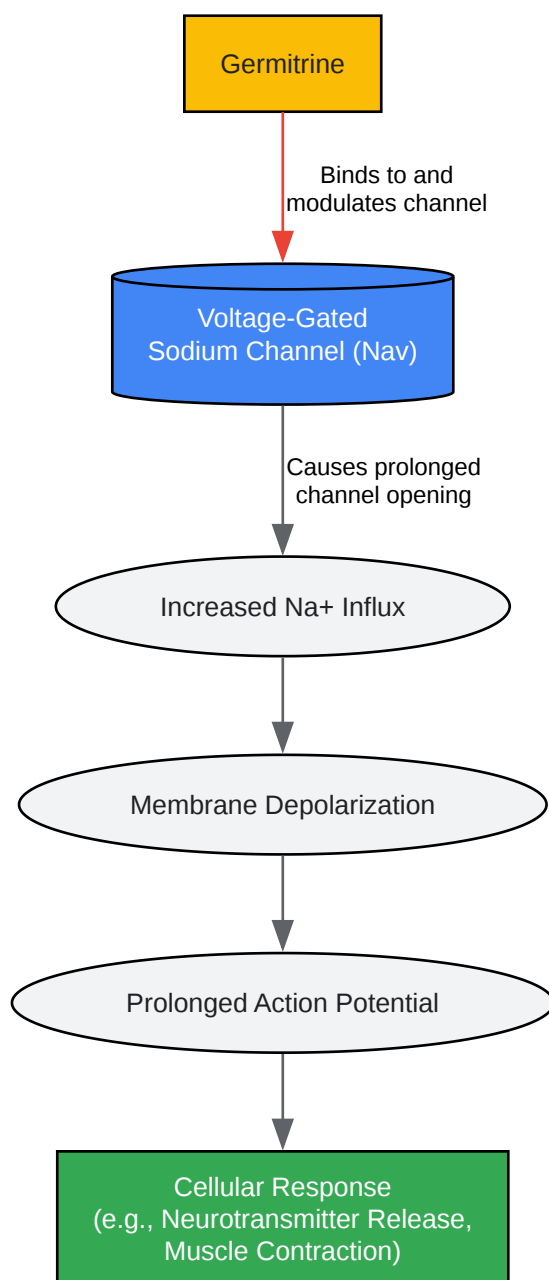 Germitrine
Binds to and
modulates channel
Voltage-Gated
Sodium Channel (Nav)
Causes prolonged
channel opening
Increased Na+ Influx
Membrane Depolarization
Prolonged Action Potential
Cellular Response
(e.g., Neurotransmitter Release,
Muscle Contraction)